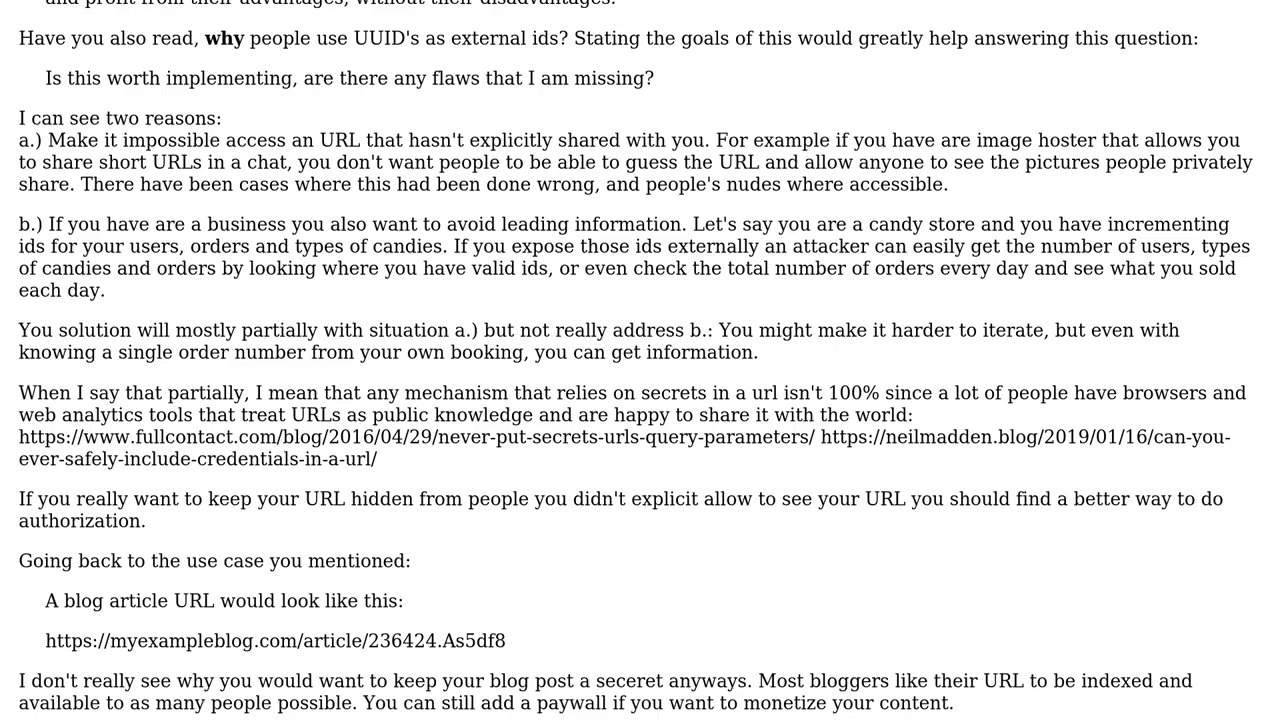 and profit from their advantages, without their disadvantages.
Have you also read, why people use UUID's as external ids? Stating the goals of this would greatly help answering this question:
Is this worth implementing, are there any flaws that I am missing?
I can see two reasons:
a.) Make it impossible access an URL that hasn't explicitly shared with you. For example if you have are image hoster that allows you
to share short URLs in a chat, you don't want people to be able to guess the URL and allow anyone to see the pictures people privately
share. There have been cases where this had been done wrong, and people's nudes where accessible.
b.) If you have are a business you also want to avoid leading information. Let's say you are a candy store and you have incrementing
ids for your users, orders and types of candies. If you expose those ids externally an attacker can easily get the number of users, types
of candies and orders by looking where you have valid ids, or even check the total number of orders every day and see what you sold
each day.
You solution will mostly partially with situation a.) but not really address b.: You might make it harder to iterate, but even with
knowing a single order number from your own booking, you can get information.
When I say that partially, I mean that any mechanism that relies on secrets in a url isn't 100% since a lot of people have browsers and
web analytics tools that treat URLs as public knowledge and are happy to share it with the world:
https://www.fullcontact.com/blog/2016/04/29/never-put-secrets-urls-query-parameters/ https://neilmadden.blog/2019/01/16/can-you-
ever-safely-include-credentials-in-a-url/
If you really want to keep your URL hidden from people you didn't explicit allow to see your URL you should find a better way to do
authorization.
Going back to the use case you mentioned:
A blog article URL would look like this:
https://myexampleblog.com/article/236424.As5df8
I don't really see why you would want to keep your blog post a seceret anyways. Most bloggers like their URL to be indexed and
available to as many people possible. You can still add a paywall if you want to monetize your content.